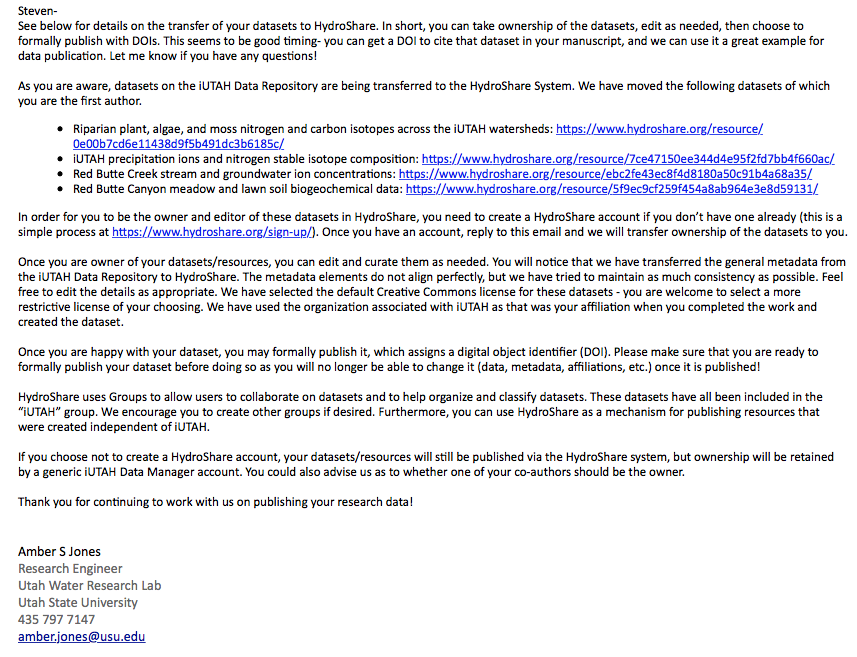 Steven-
See below for details on the transfer of your datasets to HydroShare. In short, you can take ownership of the datasets, edit as needed, then choose to
formally publish with DOIs. This seems to be good timing- you can get a DOI to cite that dataset in your manuscript, and we can use it a great example for
data publication. Let me know if you have any questions!
As you are aware, datasets on the iUTAH Data Repository are being transferred to the HydroShare System. We have moved the following datasets of which
you are the first author.
• Riparian plant, algae, and moss nitrogen and carbon isotopes across the iUTAH watersheds: https://www.hydroshare.org/resource/
0e00b7cd6e11438d9f5b491dc3b6185c/
• iUTAH precipitation ions and nitrogen stable isotope composition: https://www.hydroshare.org/resource/7ce47150ee344d4e95f2fd7bb4f660ac/
• Red Butte Creek stream and groundwater ion concentrations: https://www.hydroshare.org/resource/ebc2fe43ec8f4d8180a50c91b4a68a35/
• Red Butte Canyon meadow and lawn soil biogeochemical data: https://www.hydroshare.org/resource/5f9ec9cf259f454a8ab964e3e8d59131/
In order for you to be the owner and editor of these datasets in HydroShare, you need to create a HydroShare account if you don't have one already (this is a
simple process at https://www.hydroshare.org/sign-up/). Once you have an account, reply to this email and we will transfer ownership of the datasets to you.
Once you are owner of your datasets/resources, you can edit and curate them as needed. You will notice that we have transferred the general metadata from
the iUTAH Data Repository to HydroShare. The metadata elements do not align perfectly, but we have tried to maintain as much consistency as possible. Feel
free to edit the details as appropriate. We have selected the default Creative Commons license for these datasets - you are welcome to select a more
restrictive license of your choosing. We have used the organization associated with iUTAH as that was your affiliation when you completed the work and
created the dataset.
Once you are happy with your dataset, you may formally publish it, which assigns a digital object identifier (DOI). Please make sure that you are ready to
formally publish your dataset before doing so as you will no longer be able to change it (data, metadata, affiliations, etc.) once it is published!
HydroShare uses Groups to allow users to collaborate on datasets and to help organize and classify datasets. These datasets have all been included in the
“iUTAH” group. We encourage you to create other groups if desired. Furthermore, you can use HydroShare as a mechanism for publishing resources that
were created independent of iUTAH.
If you choose not to create a HydroShare account, your datasets/resources will still be published via the HydroShare system, but ownership will be retained
by a generic iUTAH Data Manager account. You could also advise us as to whether one of your co-authors should be the owner.
Thank you for continuing to work with us on publishing your research data!
Amber S Jones
Research Engineer
Utah Water Research Lab
Utah State University
435 797 7147
amber.jones@usu.edu